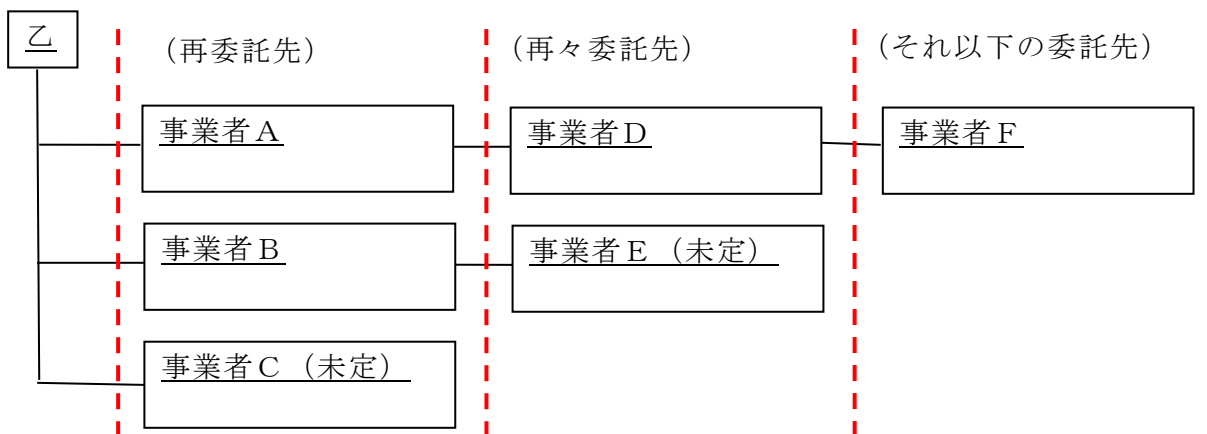 乙
(再委託先)
(再々委託先)
(それ以下の委託先)
事業者A
事業者D
事業者F
事業者B
事業者E (未定)
事業者C (未定)